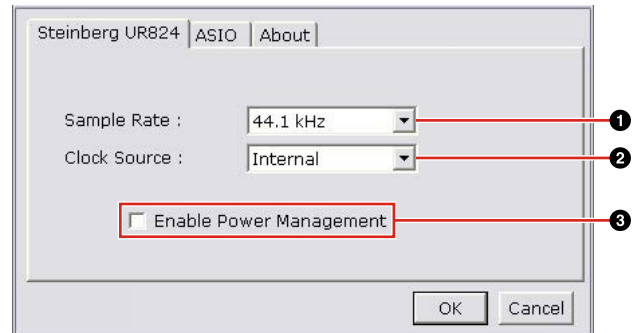 Steinberg UR824 ASIO About
Sample Rate : 44.1 kHz 1
Clock Source : Internal 2
Enable Power Management 3
OK Cancel